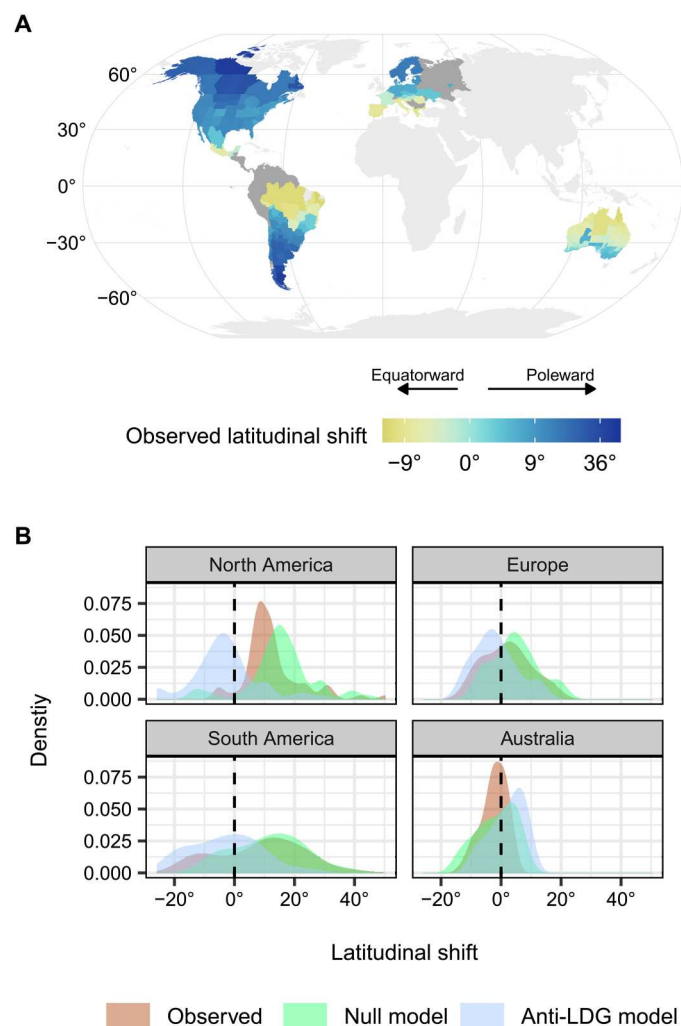 A
60°
30°
0°
−30°
−60°
Equatorward Poleward
Observed latitudinal shift
−9° 0° 9° 36°
B
North America Europe
0.075
0.050
0.025
0.000
South America Australia
0.075
0.050
0.025
0.000
Denstiy
−20° 0° 20° 40° −20° 0° 20° 40°
Latitudinal shift
Observed Null model Anti-LDG model